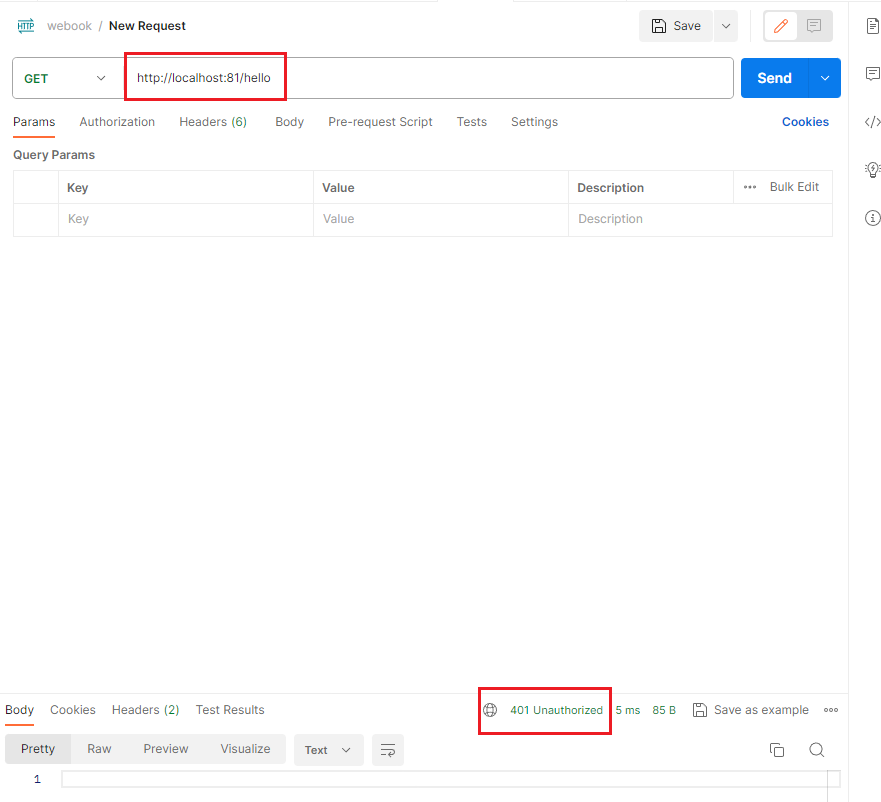 HTTP webook / New Request Save
GET http://localhost:81/hello Send
Params Authorization Headers (6) Body Pre-request Script Tests Settings Cookies
Query Params
Key Value Description Bulk Edit
Key Value Description
Body Cookies Headers (2) Test Results 401 Unauthorized 5 ms 85 B Save as example
Pretty Raw Preview Visualize Text
1